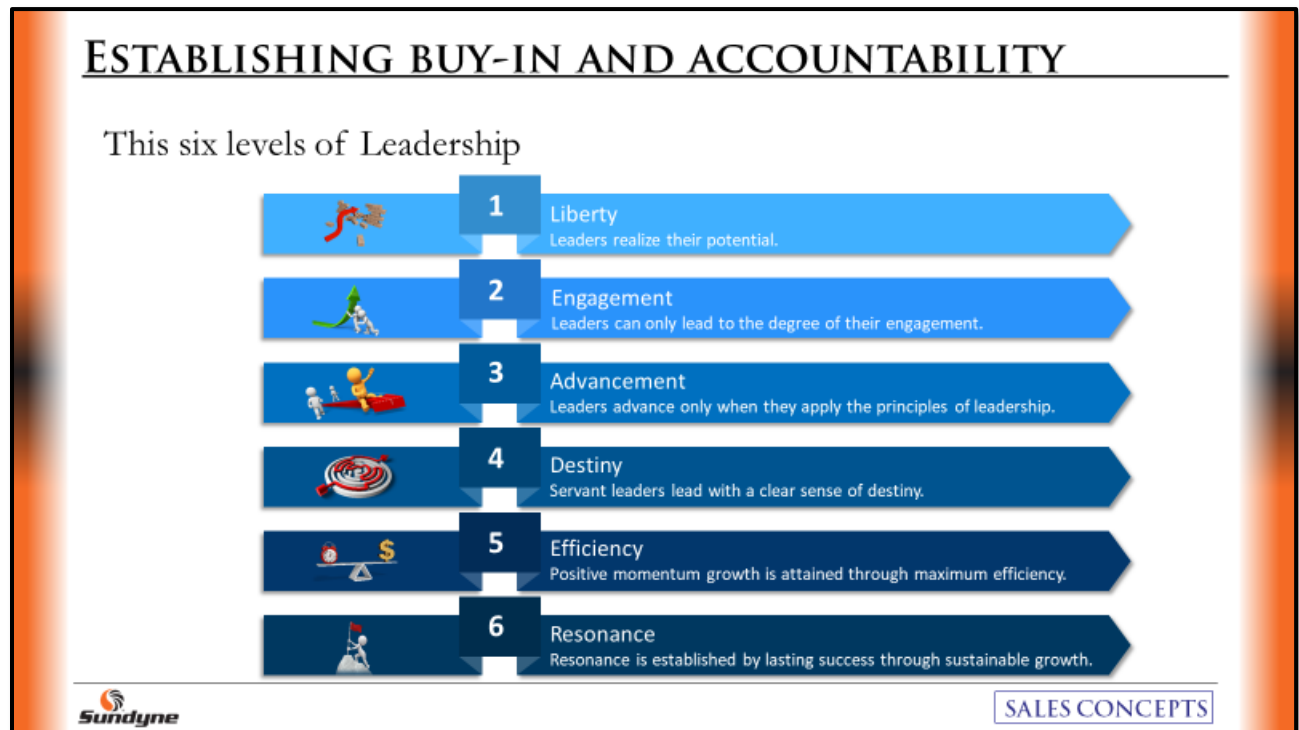 ESTABLISHING BUY-IN AND ACCOUNTABILITY
This six levels of Leadership
1
Liberty
Leaders realize their potential.
2
Engagement
Leaders can only lead to the degree of their engagement.
3
Advancement
Leaders advance only when they apply the principles of leadership.
4
Destiny
Servant leaders lead with a clear sense of destiny.
$
5
Efficiency
Positive momentum growth is attained through maximum efficiency.
6
Resonance
Resonance is established by lasting success through sustainable growth.
Sundyne
SALES CONCEPTS